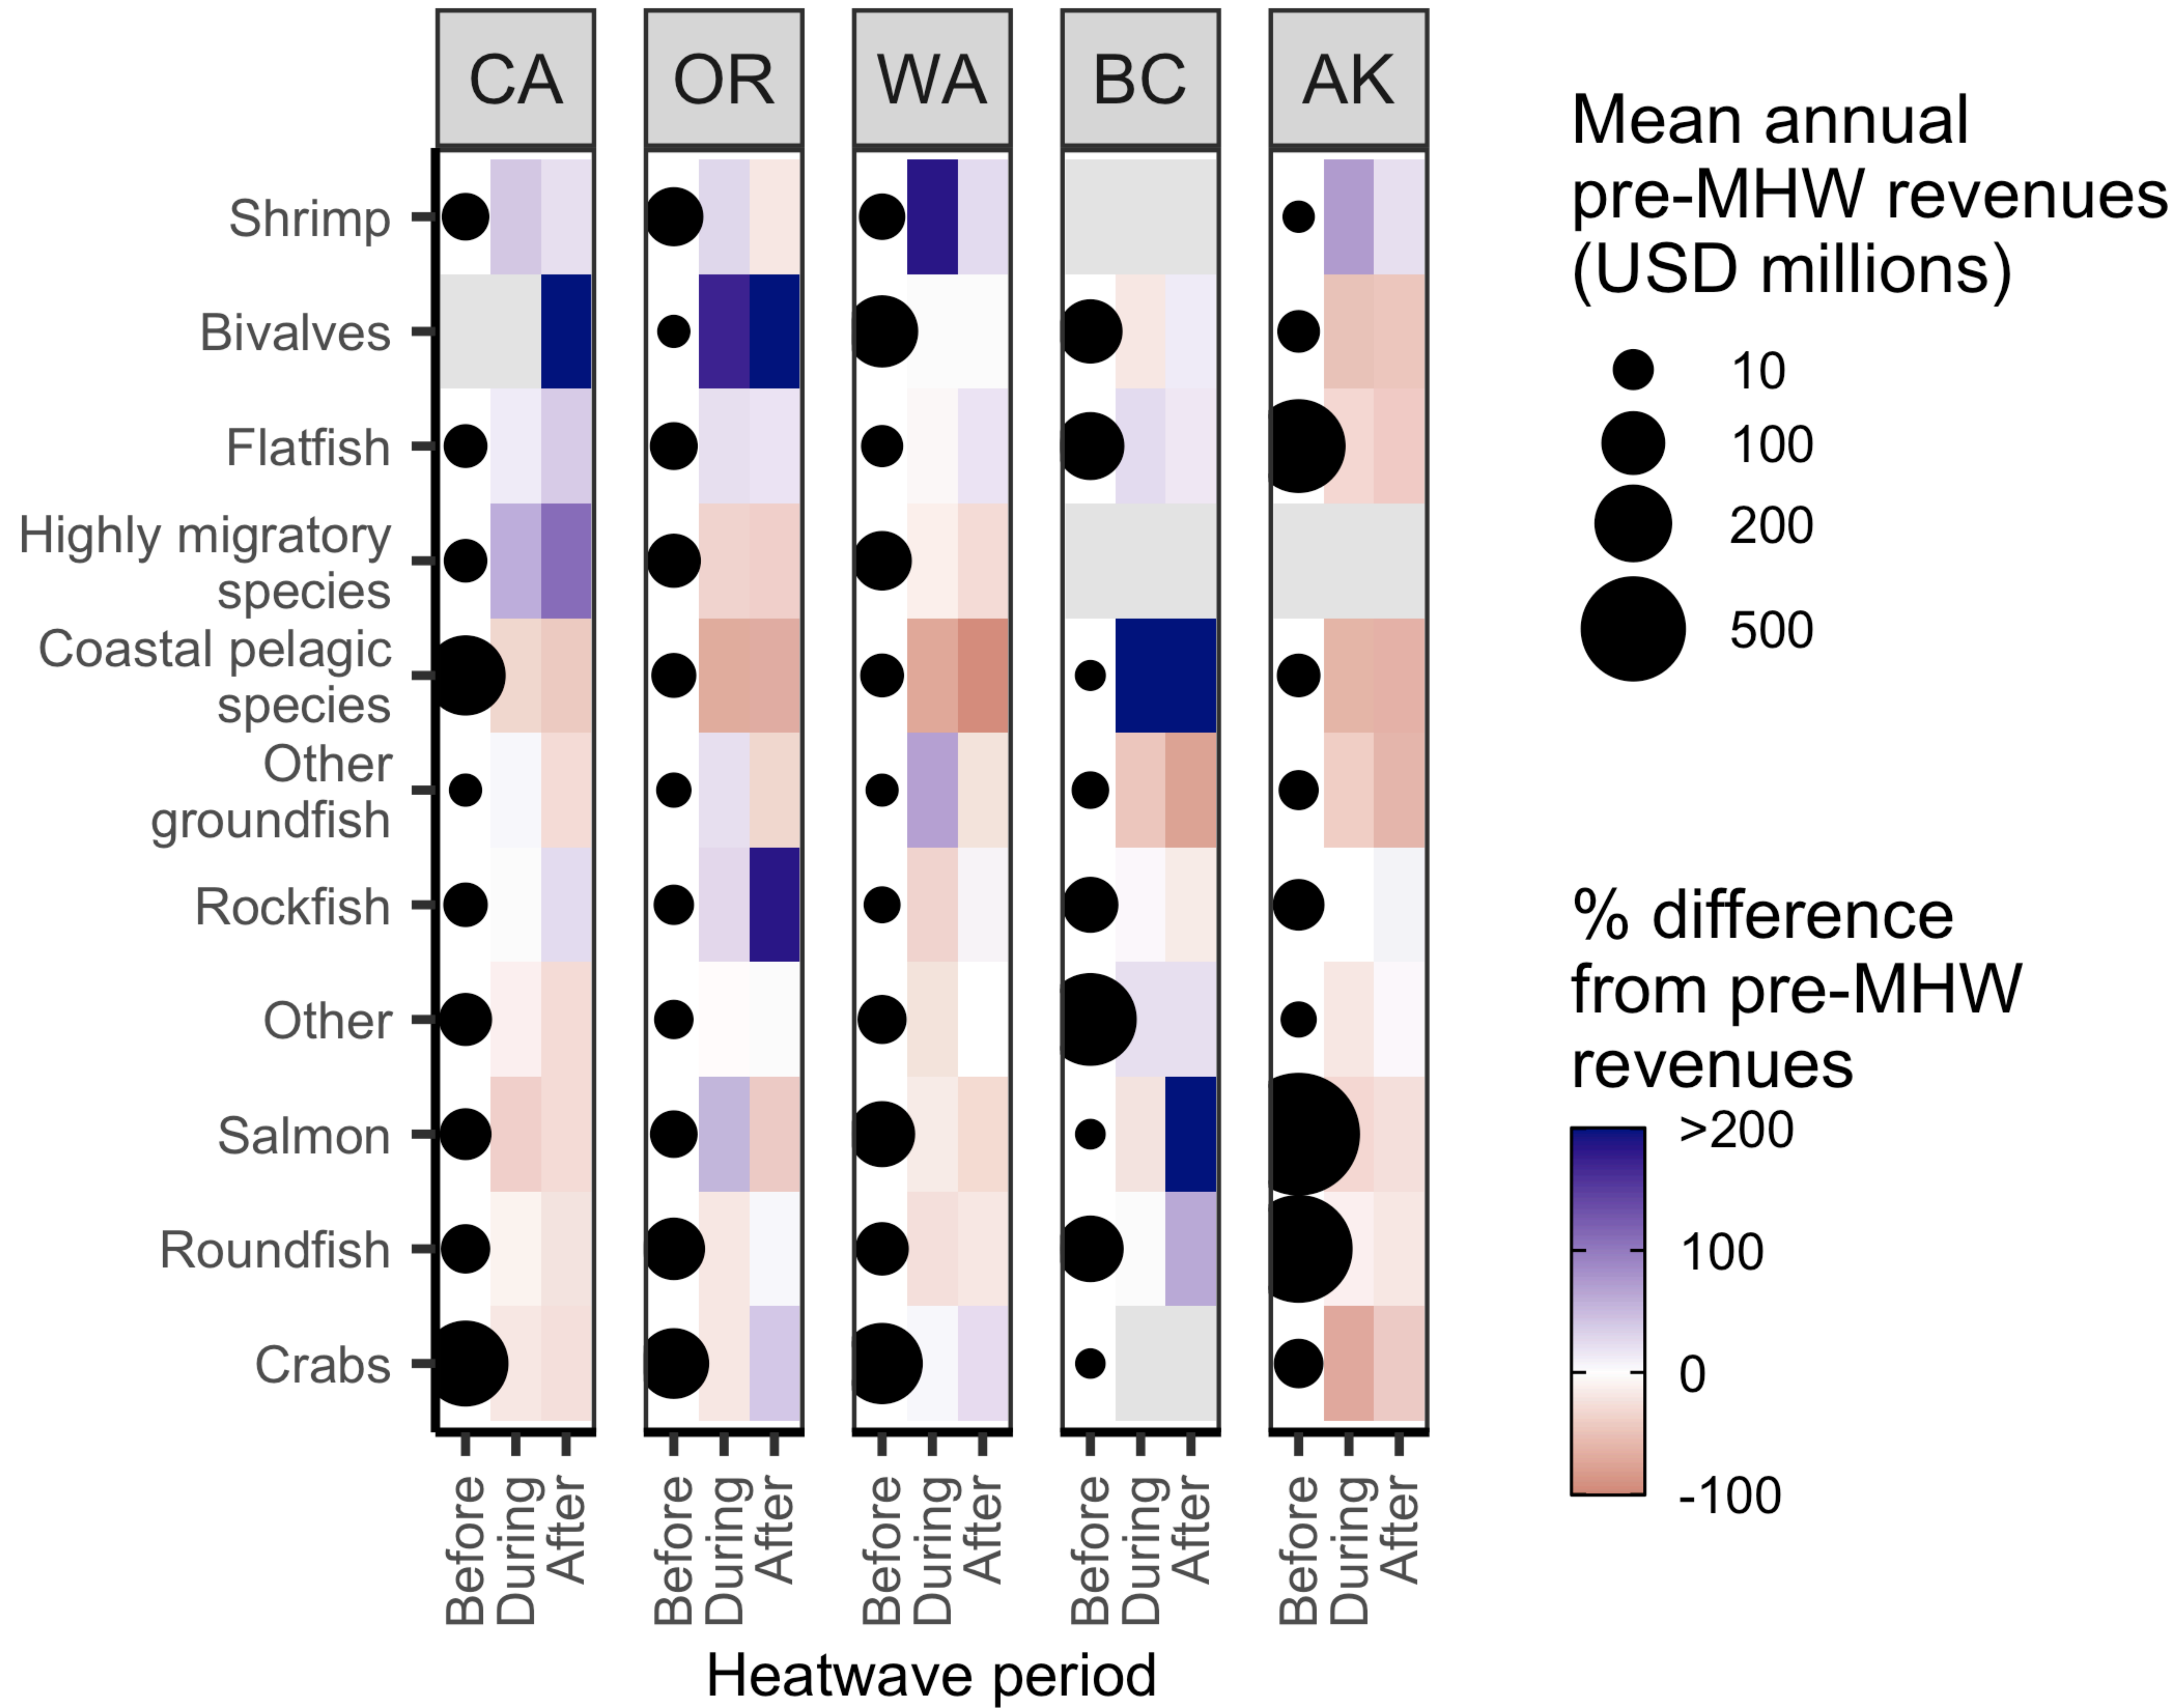 CA OR WA BC AK
Shrimp
Bivalves
Flatfish
Highly migratory
species
Coastal pelagic
species
Other
groundfish
Rockfish
Other
Salmon
Roundfish
Crabs
Before During After Before During After Before During After Before During After Before During After
Heatwave period
Mean annual
pre-MHW revenues
(USD millions)
10
100
200
500
% difference
from pre-MHW
revenues
>200
100
0
-100